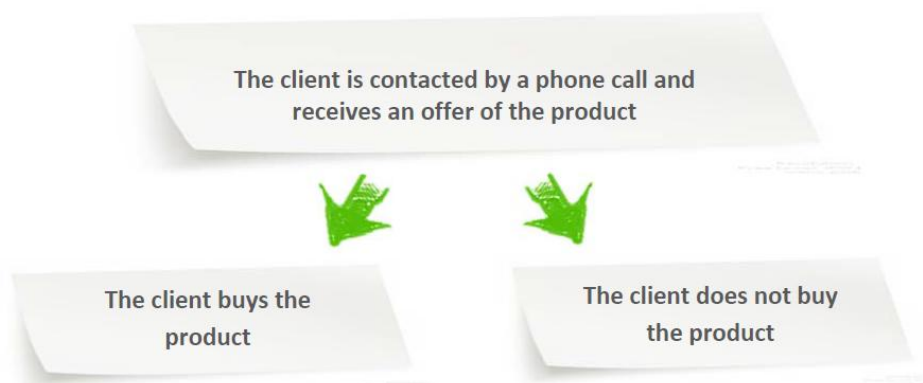 The client is contacted by a phone call and
receives an offer of the product
The client buys the
product
The client does not buy
the product